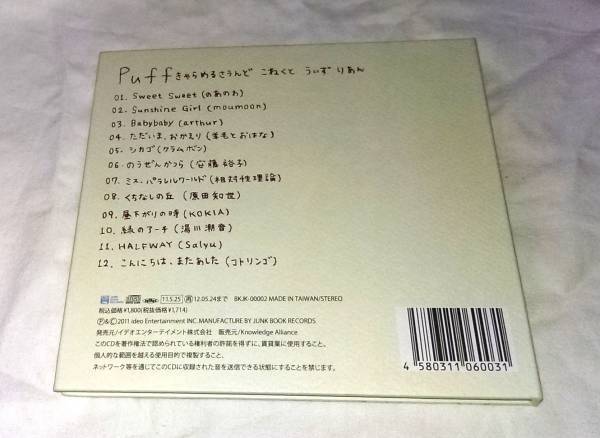 Puffきゃらめるさうんど こねくと うぃず りあん
01. Sweet Sweet (のあのわ)
02. Sunshine Girl (moumoon)
03. Babybaby (arthur)
04. ただいま、おかえり (羊毛とおはな)
05. シカゴ (クラムボン)
06. のうぜんかつら (安藤裕子)
07. ミス・パラレルワールド (相対性理論)
08. くちなしの丘 (原田知世)
09. 昼下がりの時 (KOKIA)
10. 緑のアーチ (湯川潮音)
11. HALFWAY (Salyu)
12. こんにちは、またあした (コトリンゴ)
11.5.25 再 12.05.24まで BKJK-00002 MADE IN TAIWAN/STEREO
税込価格¥1,800(税抜価格¥1,714)
Ⓟ&©2011 ideo Entertainment INC.MANUFACTURE BY JUNK BOOK RECORDS
発売元/イデオエンターテイメント株式会社 販売元/Knowledge Alliance
このCDを著作権法で認められている権利者の許諾を得ずに、賃貸業に使用すること、
個人的な範囲を越える使用目的で複製すること、
ネットワーク等を通じてこのCDに収録された音を送信できる状態にすることを禁じます。
4 580311 060031